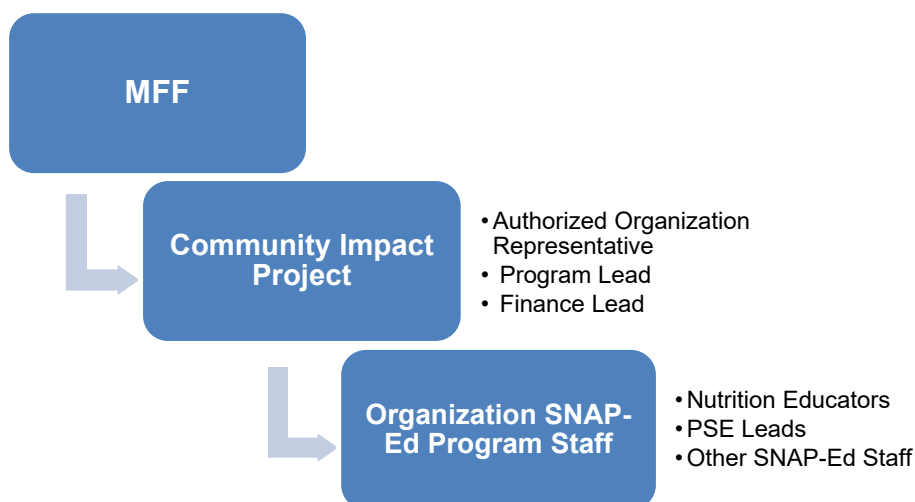 MFF
Community Impact
Project
• Authorized Organization
Representative
• Program Lead
• Finance Lead
Organization SNAP-
Ed Program Staff
• Nutrition Educators
• PSE Leads
• Other SNAP-Ed Staff